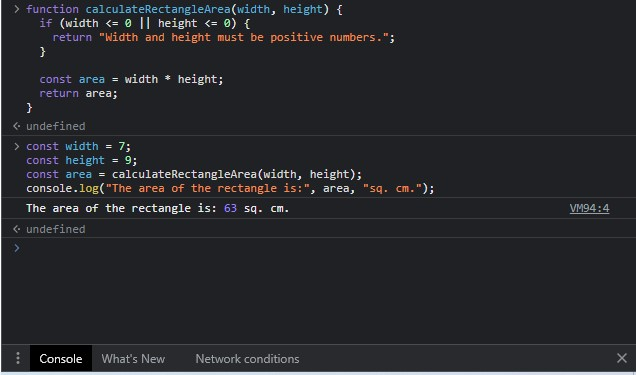 > function calculateRectangleArea(width, height) {
if (width <= 0 || height <= 0) {
return "Width and height must be positive numbers.";
}
const area = width * height;
return area;
}
undefined
> const width = 7;
const height = 9;
const area = calculateRectangleArea(width, height);
console.log("The area of the rectangle is:", area, "sq. cm.");
The area of the rectangle is: 63 sq. cm. VM94:4
undefined
>
Console What's New Network conditions